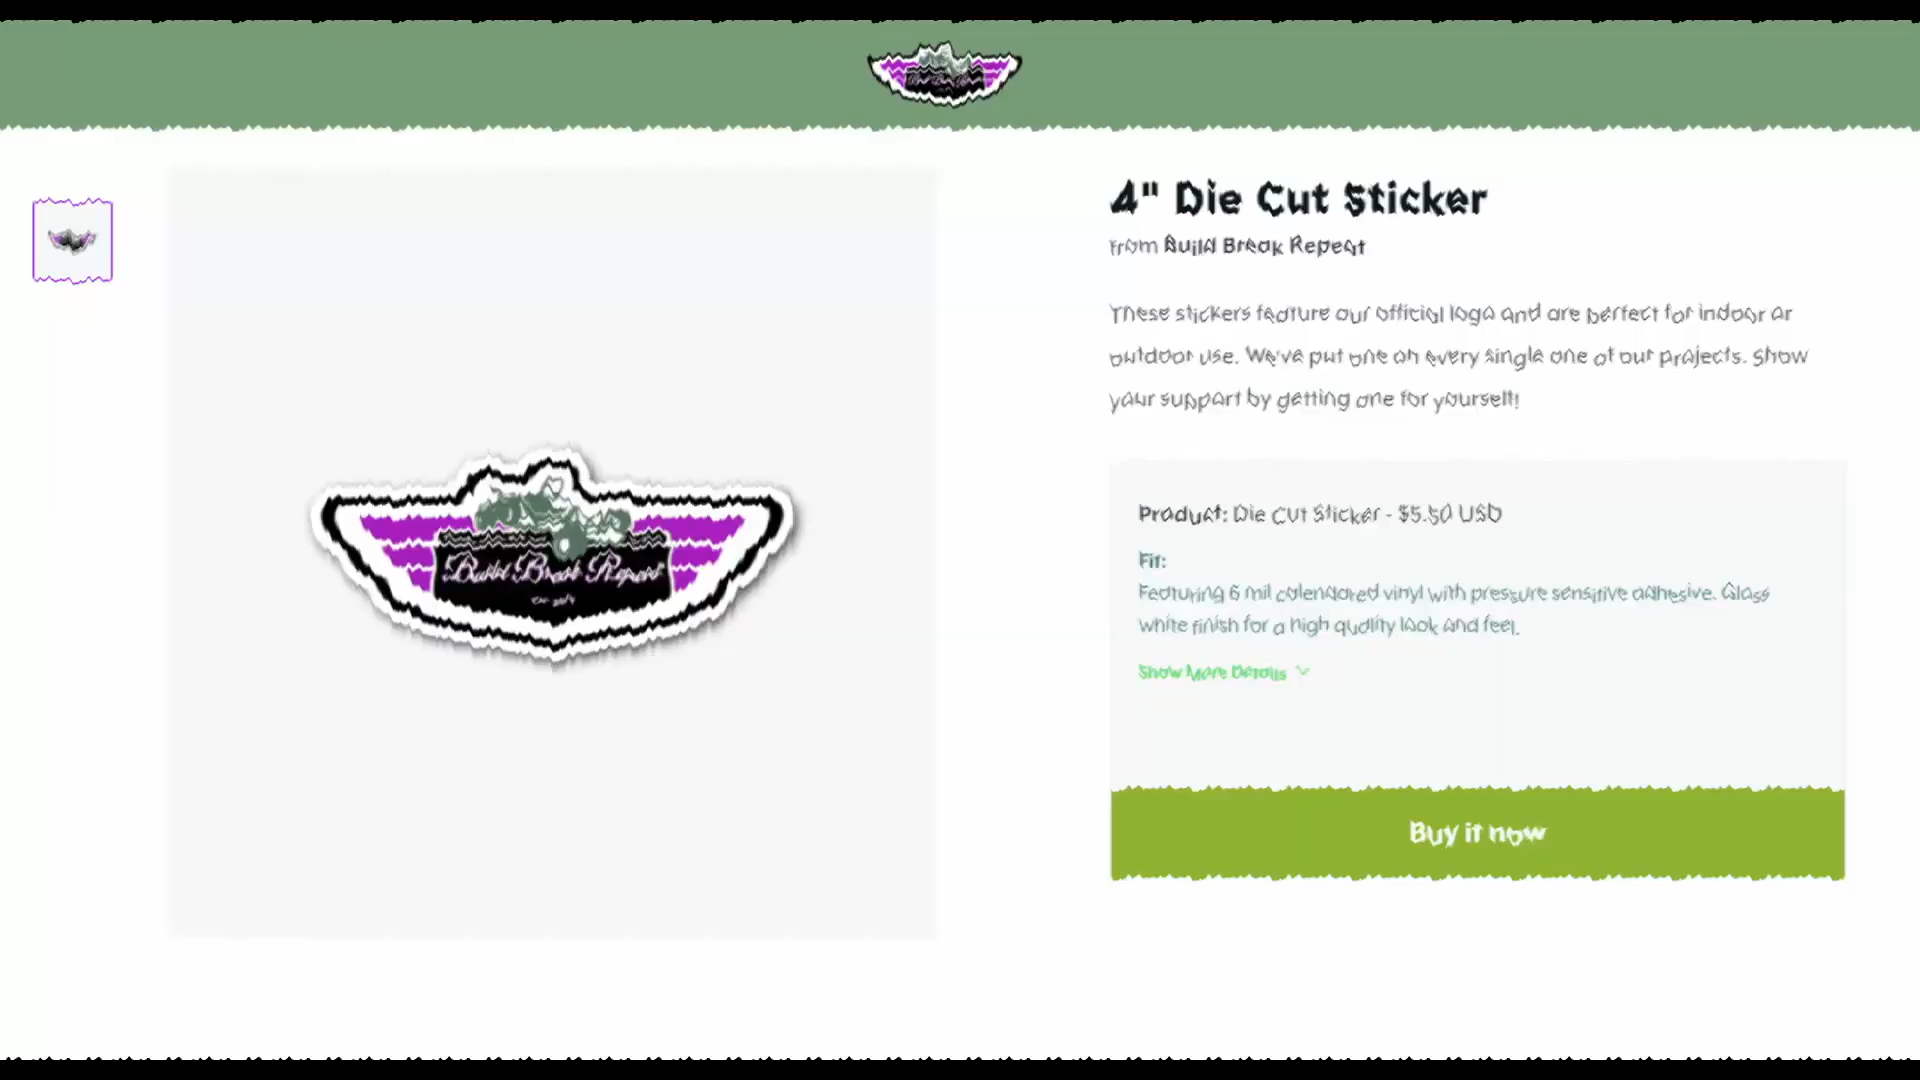 4" Die Cut Sticker
from Build Break Repeat
These stickers feature our official logo and are perfect for indoor or
outdoor use. We've put one on every single one of our projects. Show
your support by getting one for yourself!
Build Break Repeat
Product: Die Cut Sticker - $5.50 USD
Fit:
Featuring 6 mil calendared vinyl with pressure sensitive adhesive. Gloss
white finish for a high quality look and feel.
Show More Details
Buy it now